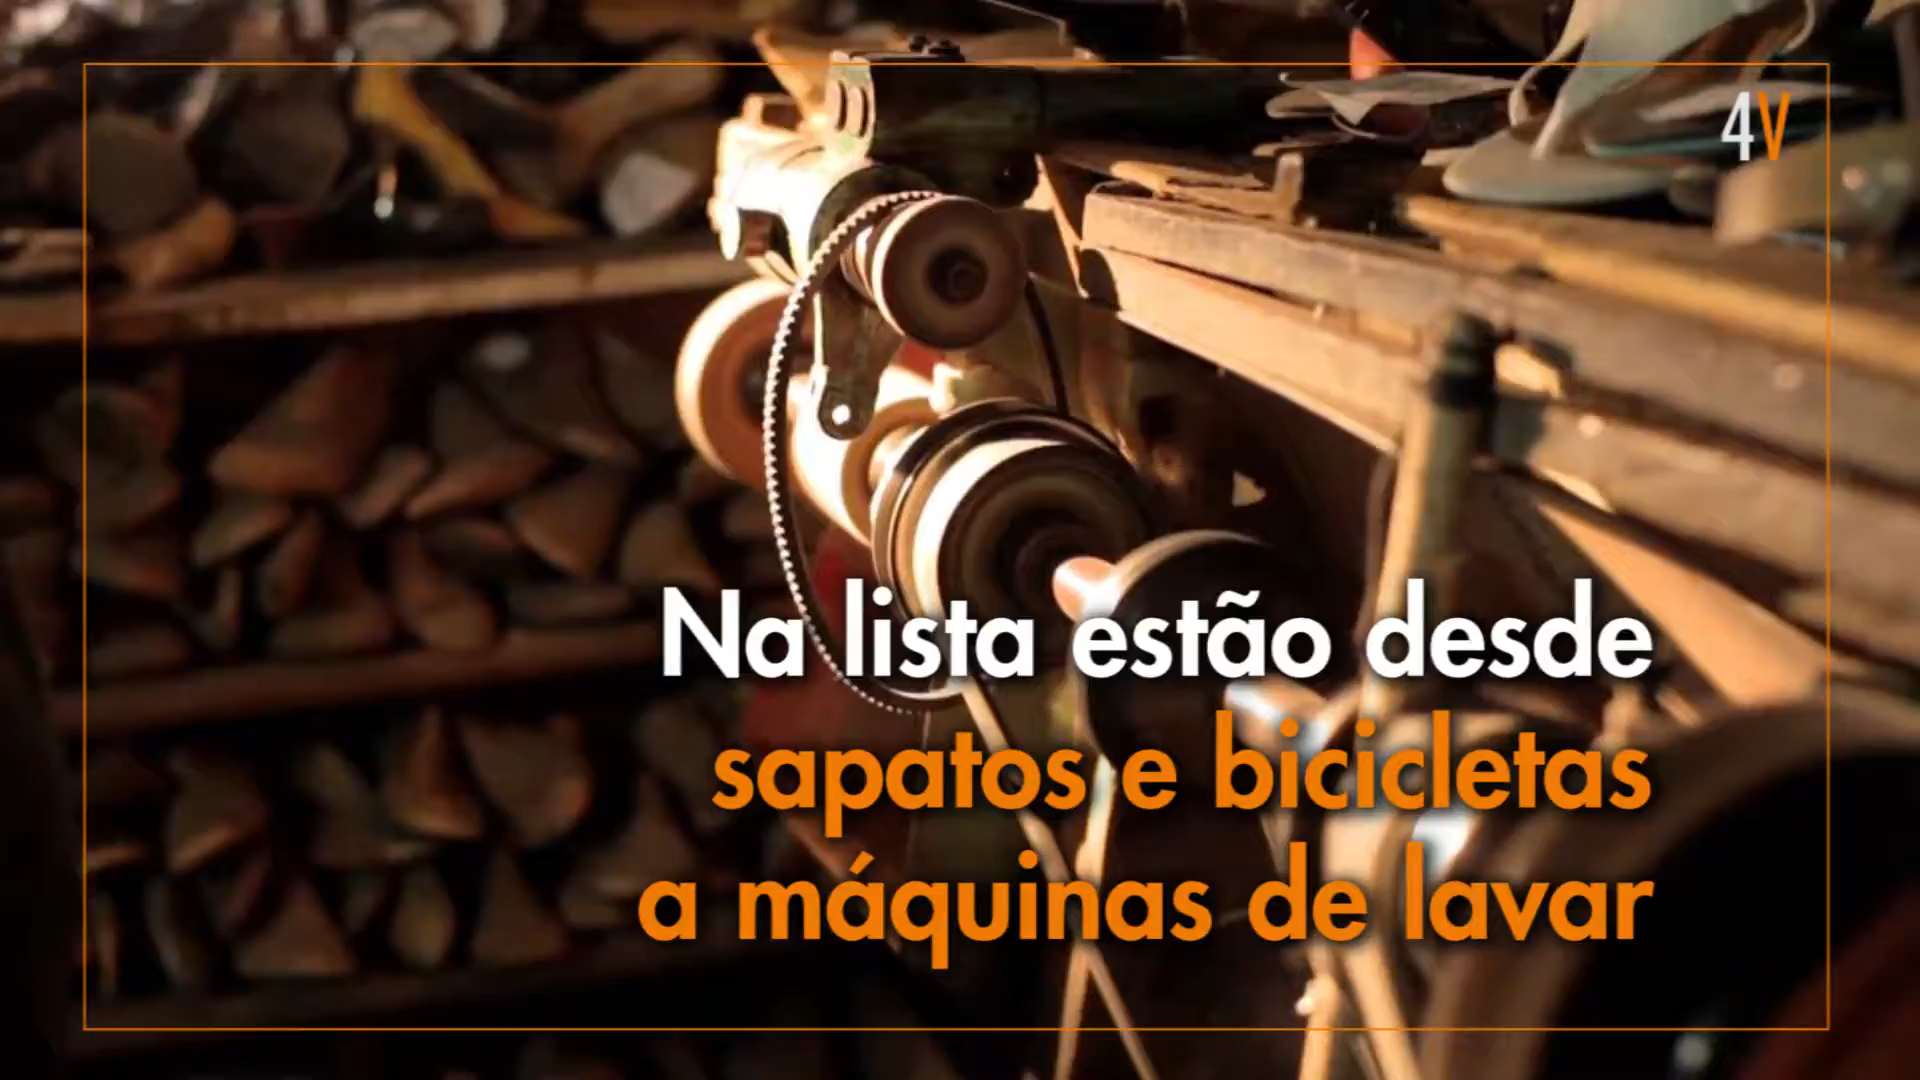 4V
Na lista estão desde
sapatos e bicicletas
a máquinas de lavar